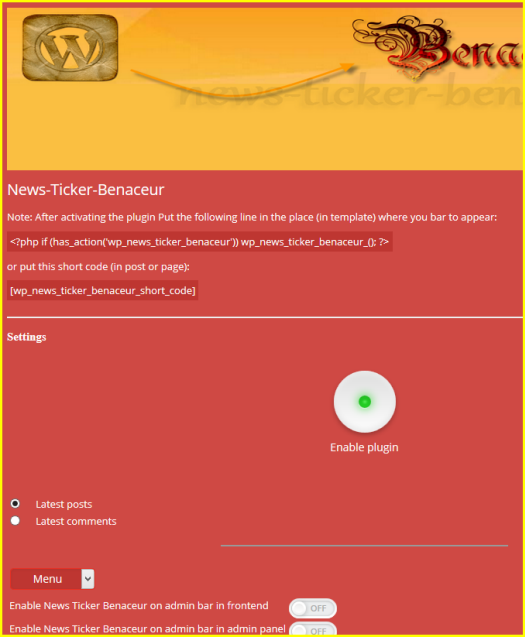 Bena
news-ticker-ben
News-Ticker-Benaceur
Note: After activating the plugin Put the following line in the place (in template) where you bar to appear:
<?php if (has_action('wp_news_ticker_benaceur')) wp_news_ticker_benaceur_(); ?>
or put this short code (in post or page):
[wp_news_ticker_benaceur_short_code]
Settings
Enable plugin
Latest posts
Latest comments
Menu
Enable News Ticker Benaceur on admin bar in frontend OFF
Enable News Ticker Benaceur on admin bar in admin panel OFF